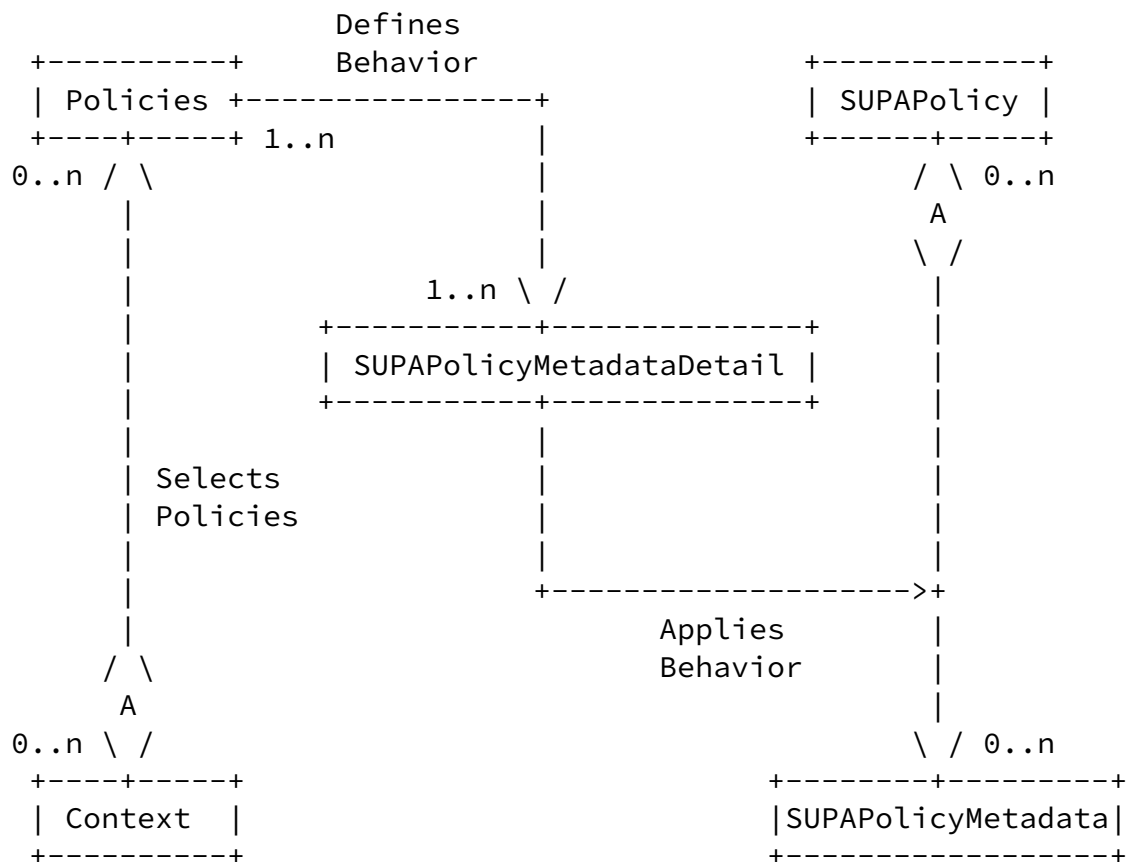 Defines
Behavior
Policies
SUPAPolicy
1..n
0..n
0..n
A
1..n
SUPAPolicyMetadataDetail
Selects
Policies
Applies
Behavior
A
0..n
0..n
Context
SUPAPolicyMetadata